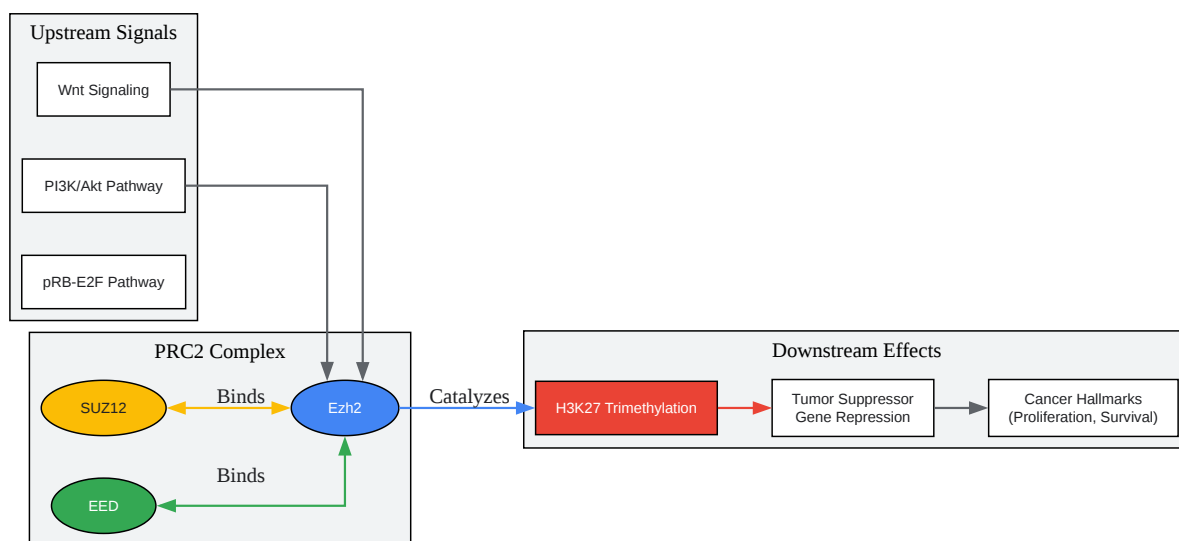 Upstream Signals
Wnt Signaling
PI3K/Akt Pathway
pRB-E2F Pathway
PRC2 Complex
SUZ12
Binds
Ezh2
Binds
EED
Catalyzes
Downstream Effects
H3K27 Trimethylation
Tumor Suppressor
Gene Repression
Cancer Hallmarks
(Proliferation, Survival)